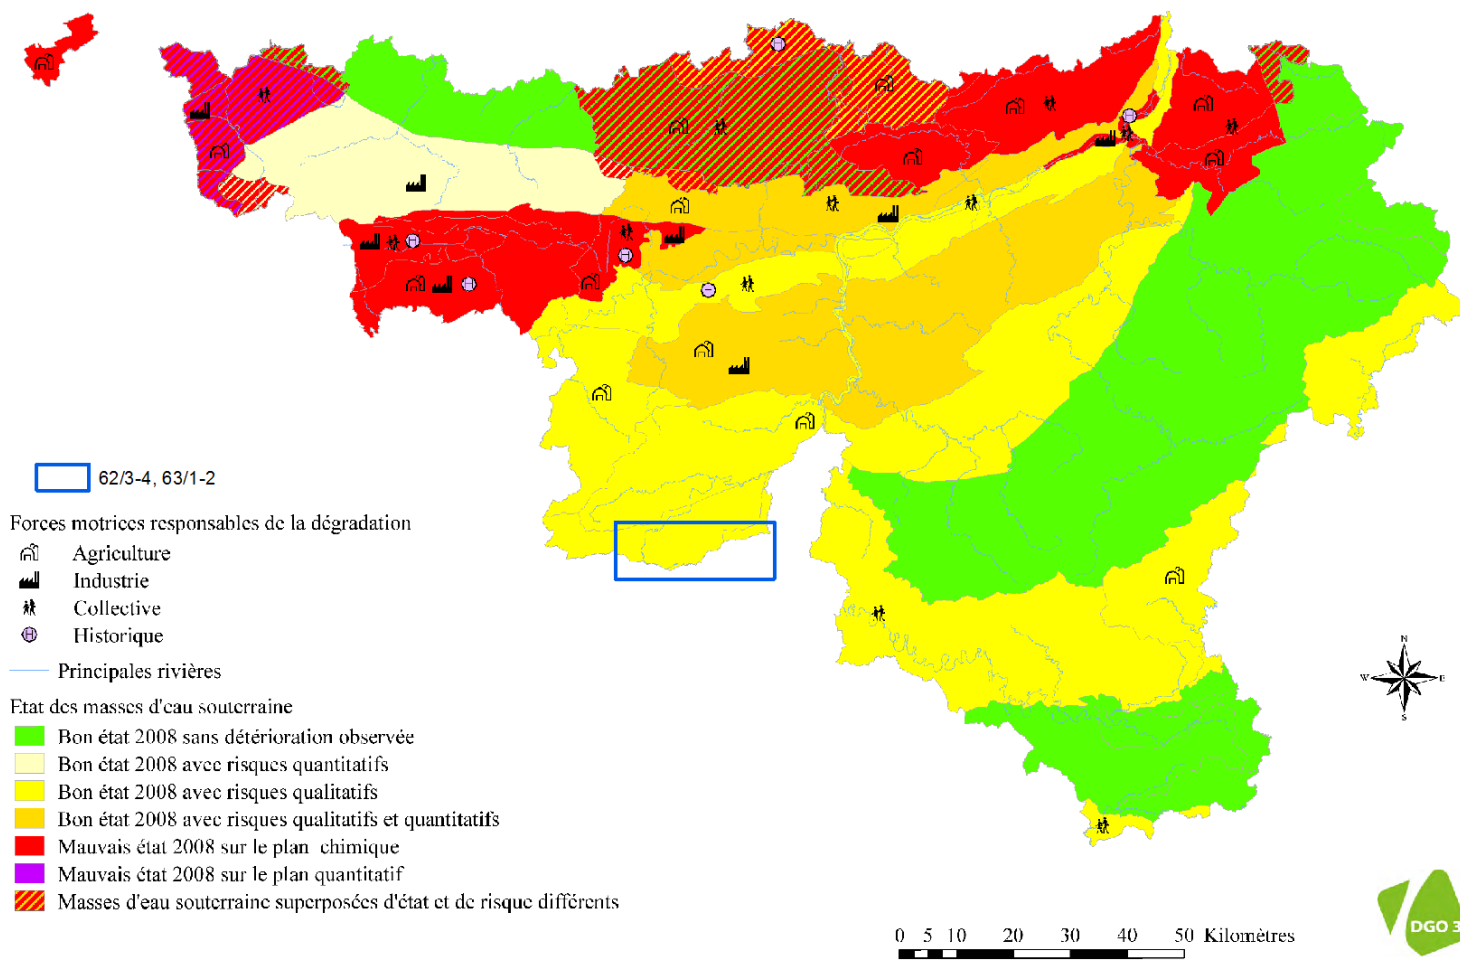 62/3-4, 63/1-2
Forces motrices responsables de la dégradation
Agriculture
Industrie
Collective
Historique
Principales rivières
Etat des masses d'eau souterraine
Bon état 2008 sans détérioration observée
Bon état 2008 avec risques quantitatifs
Bon état 2008 avec risques qualitatifs
Bon état 2008 avec risques qualitatifs et quantitatifs
Mauvais état 2008 sur le plan chimique
Mauvais état 2008 sur le plan quantitatif
Masses d'eau souterraine superposées d'état et de risque différents
N
W E
S
0 5 10 20 30 40 50 Kilomètres
DGO 3